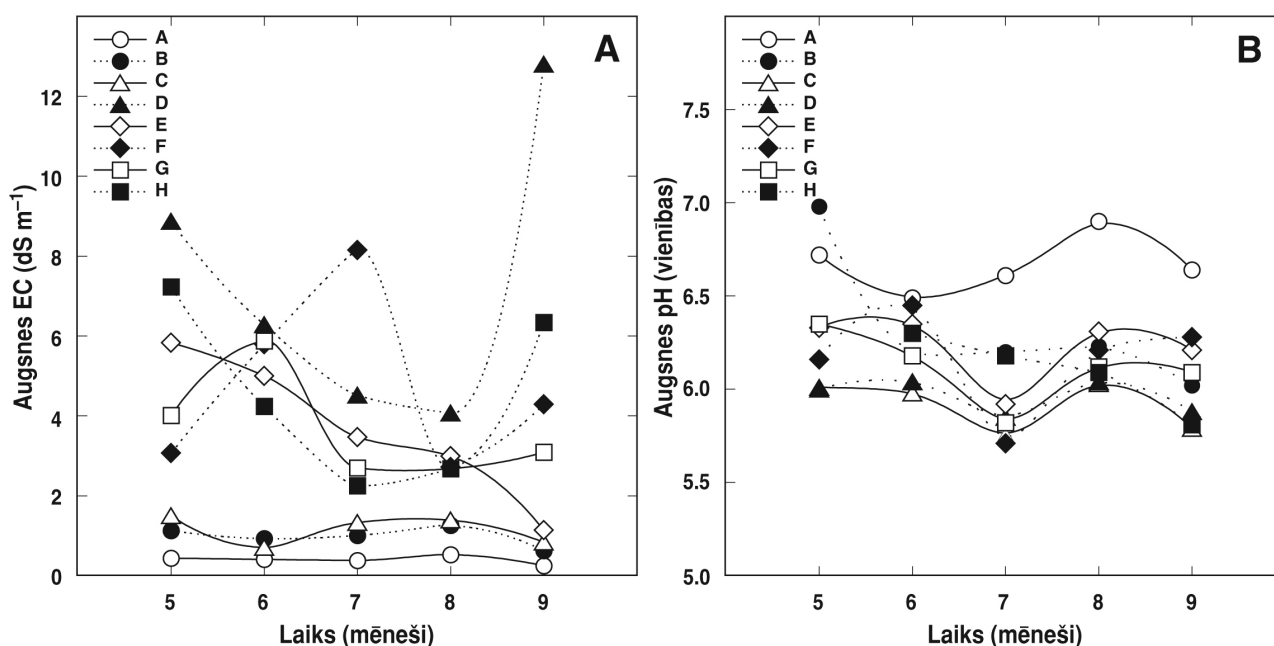 A
A
B
C
D
E
F
G
H
Augsnes EC (dS m⁻¹)
12
10
8
6
4
2
0
5 6 7 8 9
Laiks (mēneši)
B
A
B
C
D
E
F
G
H
Augsnes pH (vienības)
7.5
7.0
6.5
6.0
5.5
5.0
5 6 7 8 9
Laiks (mēneši)